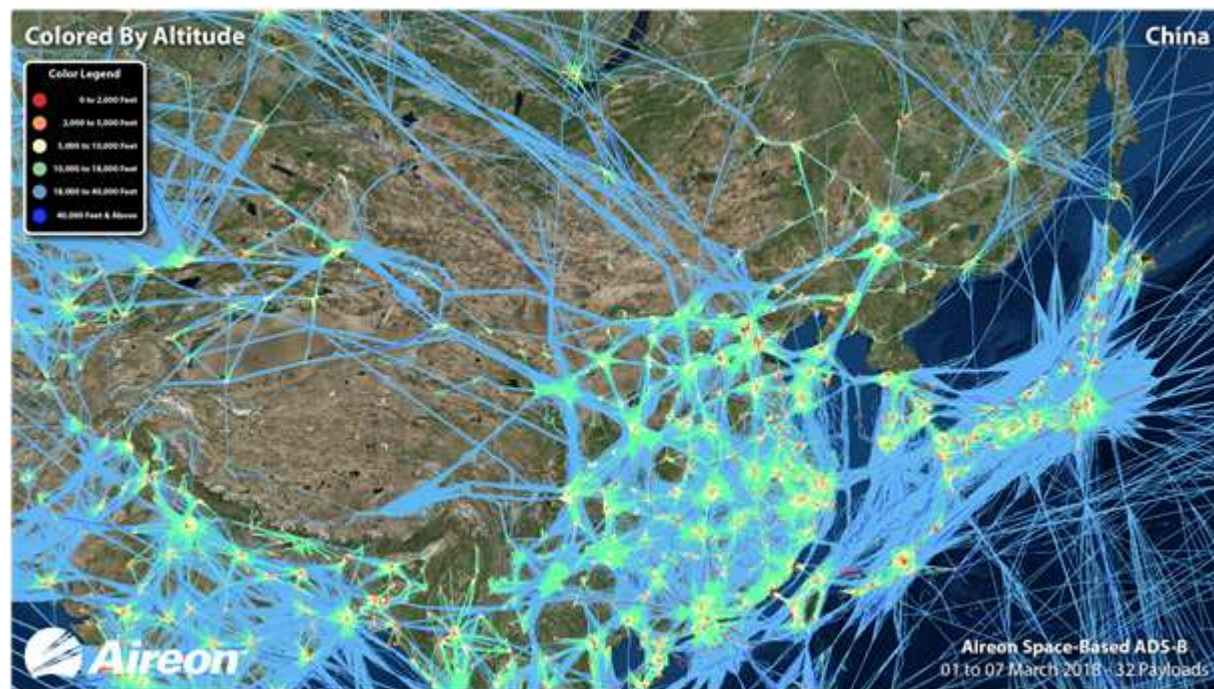 Colored By Altitude
China
Color Legend
0 to 2,000 Feet
2,000 to 5,000 Feet
5,000 to 10,000 Feet
10,000 to 18,000 Feet
18,000 to 40,000 Feet
40,000 Feet & Above
Aireon
Aireon Space-Based ADS-B
01 to 07 March 2018 - 32 Payloads